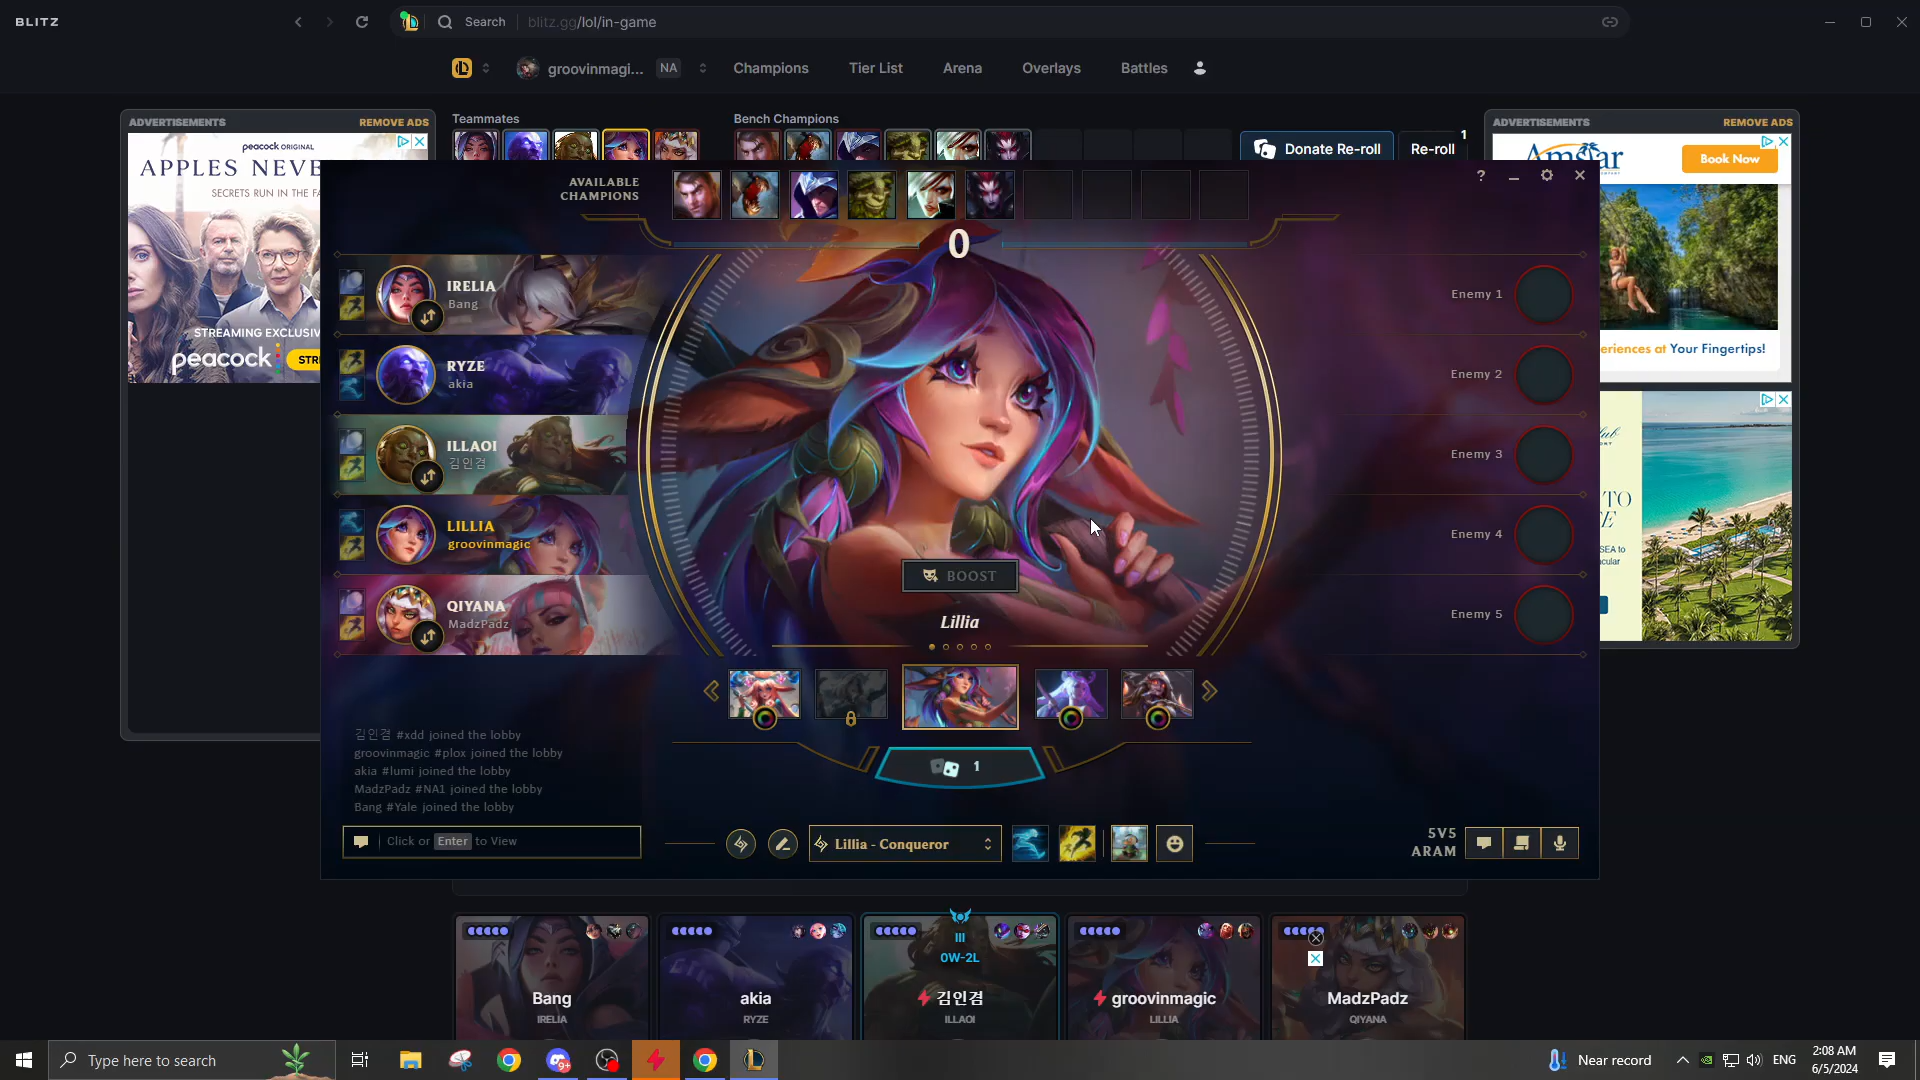 BLITZ
Search
blitz.gg/lol/in-game
groovinmagi... NA
Champions
Tier List
Arena
Overlays
Battles
ADVERTISEMENTS REMOVE ADS
peacock ORIGINAL
APPLES NEVE
SECRETS RUN IN THE FA
STREAMING EXCLUSIV
peacock STR
Teammates
Bench Champions
Donate Re-roll
Re-roll
1
ADVERTISEMENTS REMOVE ADS
Amstar
Book Now
eriences at Your Fingertips!
AVAILABLE
CHAMPIONS
0
IRELIA
Bang
RYZE
akia
ILLAOI
김인겸
LILLIA
groovinmagic
QIYANA
MadzPadz
Enemy 1
Enemy 2
Enemy 3
Enemy 4
Enemy 5
BOOST
Lillia
1
김인겸 #xdd joined the lobby
groovinmagic #plox joined the lobby
akia #lumi joined the lobby
MadzPadz #NA1 joined the lobby
Bang #Yale joined the lobby
Click or Enter to View
Lillia - Conqueror
5V5
ARAM
III
0W-2L
Bang
IRELIA
akia
RYZE
김인겸
ILLAOI
groovinmagic
LILLIA
MadzPadz
QIYANA
Type here to search
9+
Near record
ENG
2:08 AM
6/5/2024